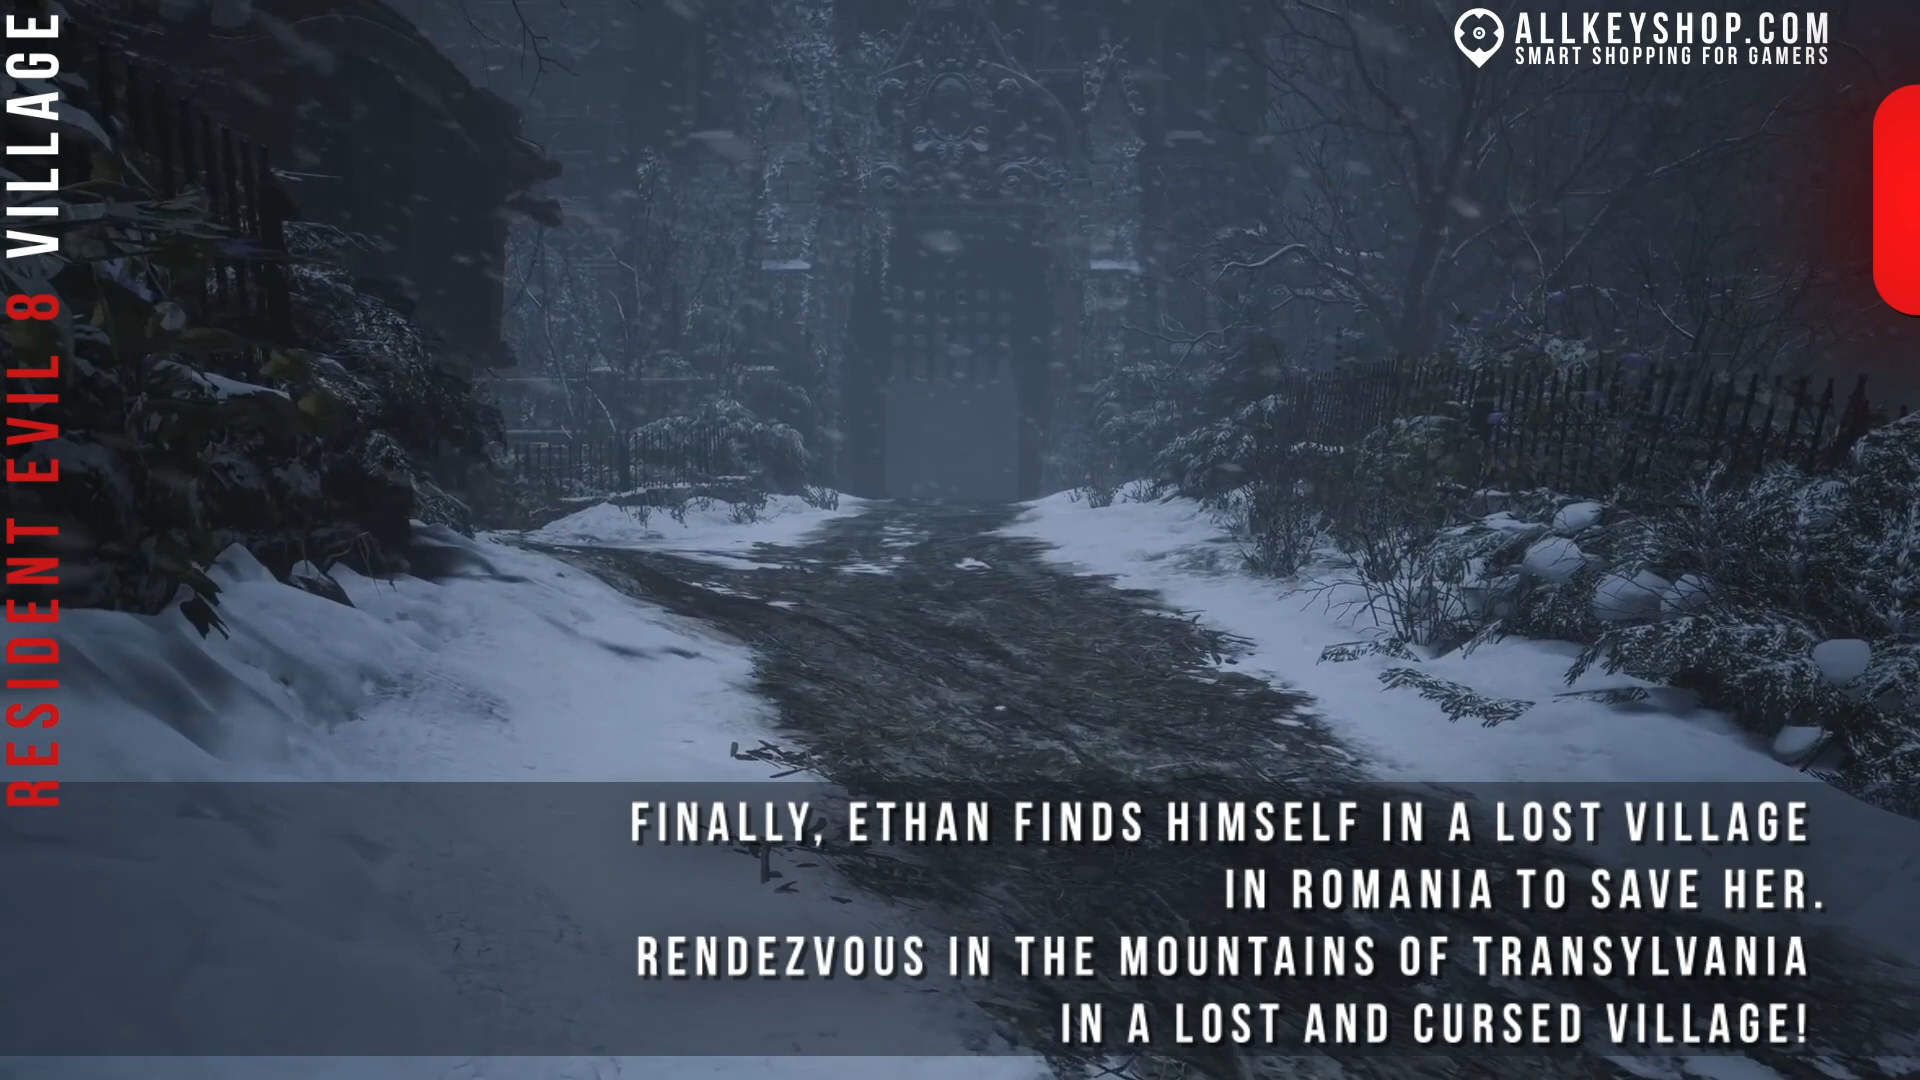 RESIDENT EVIL 8 VILLAGE
ALLKEYSHOP.COM
SMART SHOPPING FOR GAMERS
FINALLY, ETHAN FINDS HIMSELF IN A LOST VILLAGE
IN ROMANIA TO SAVE HER.
RENDEZVOUS IN THE MOUNTAINS OF TRANSYLVANIA
IN A LOST AND CURSED VILLAGE!